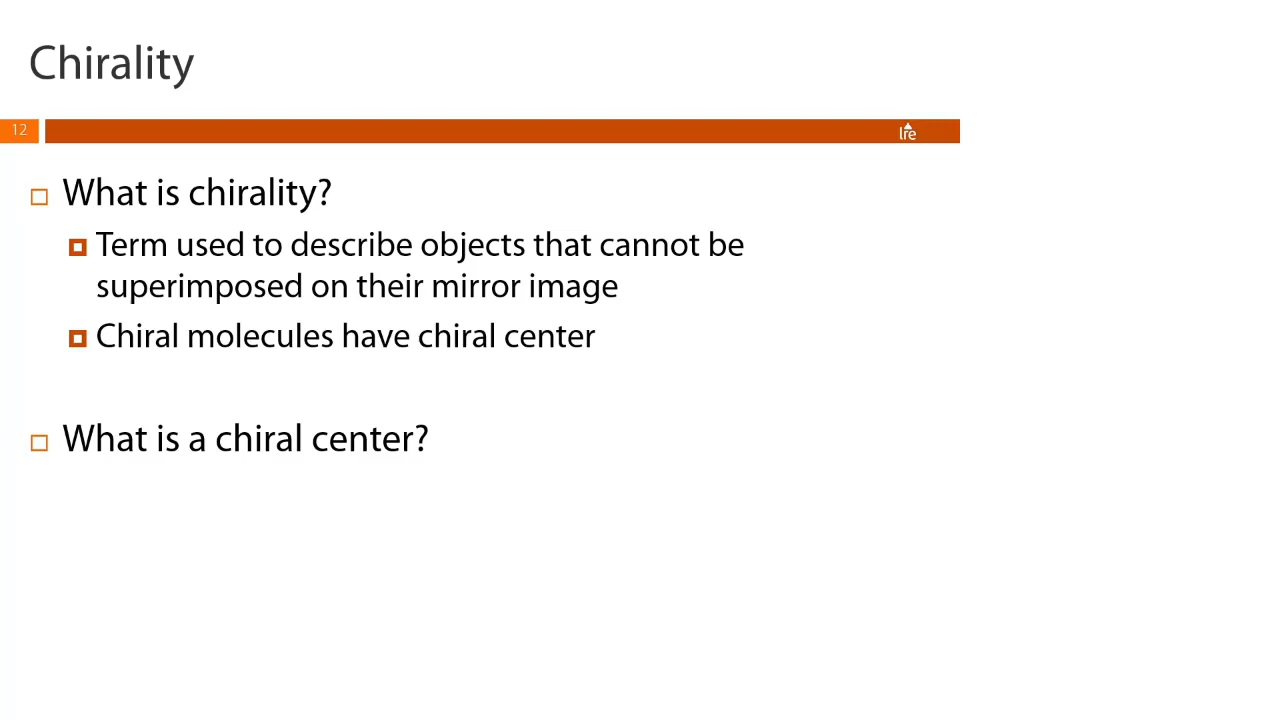 Chirality
12
lre
What is chirality?
Term used to describe objects that cannot be
superimposed on their mirror image
Chiral molecules have chiral center
What is a chiral center?